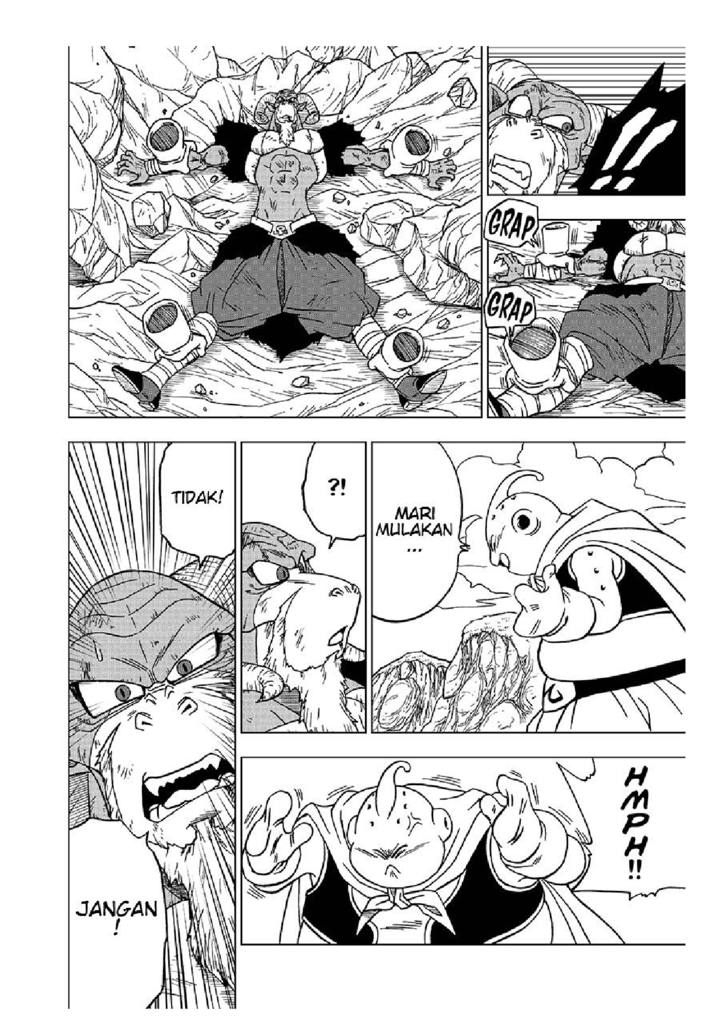 !!
GRAP
GRAP
MARI
MULAKAN
...
?!
TIDAK!
JANGAN
!
HMPH!!